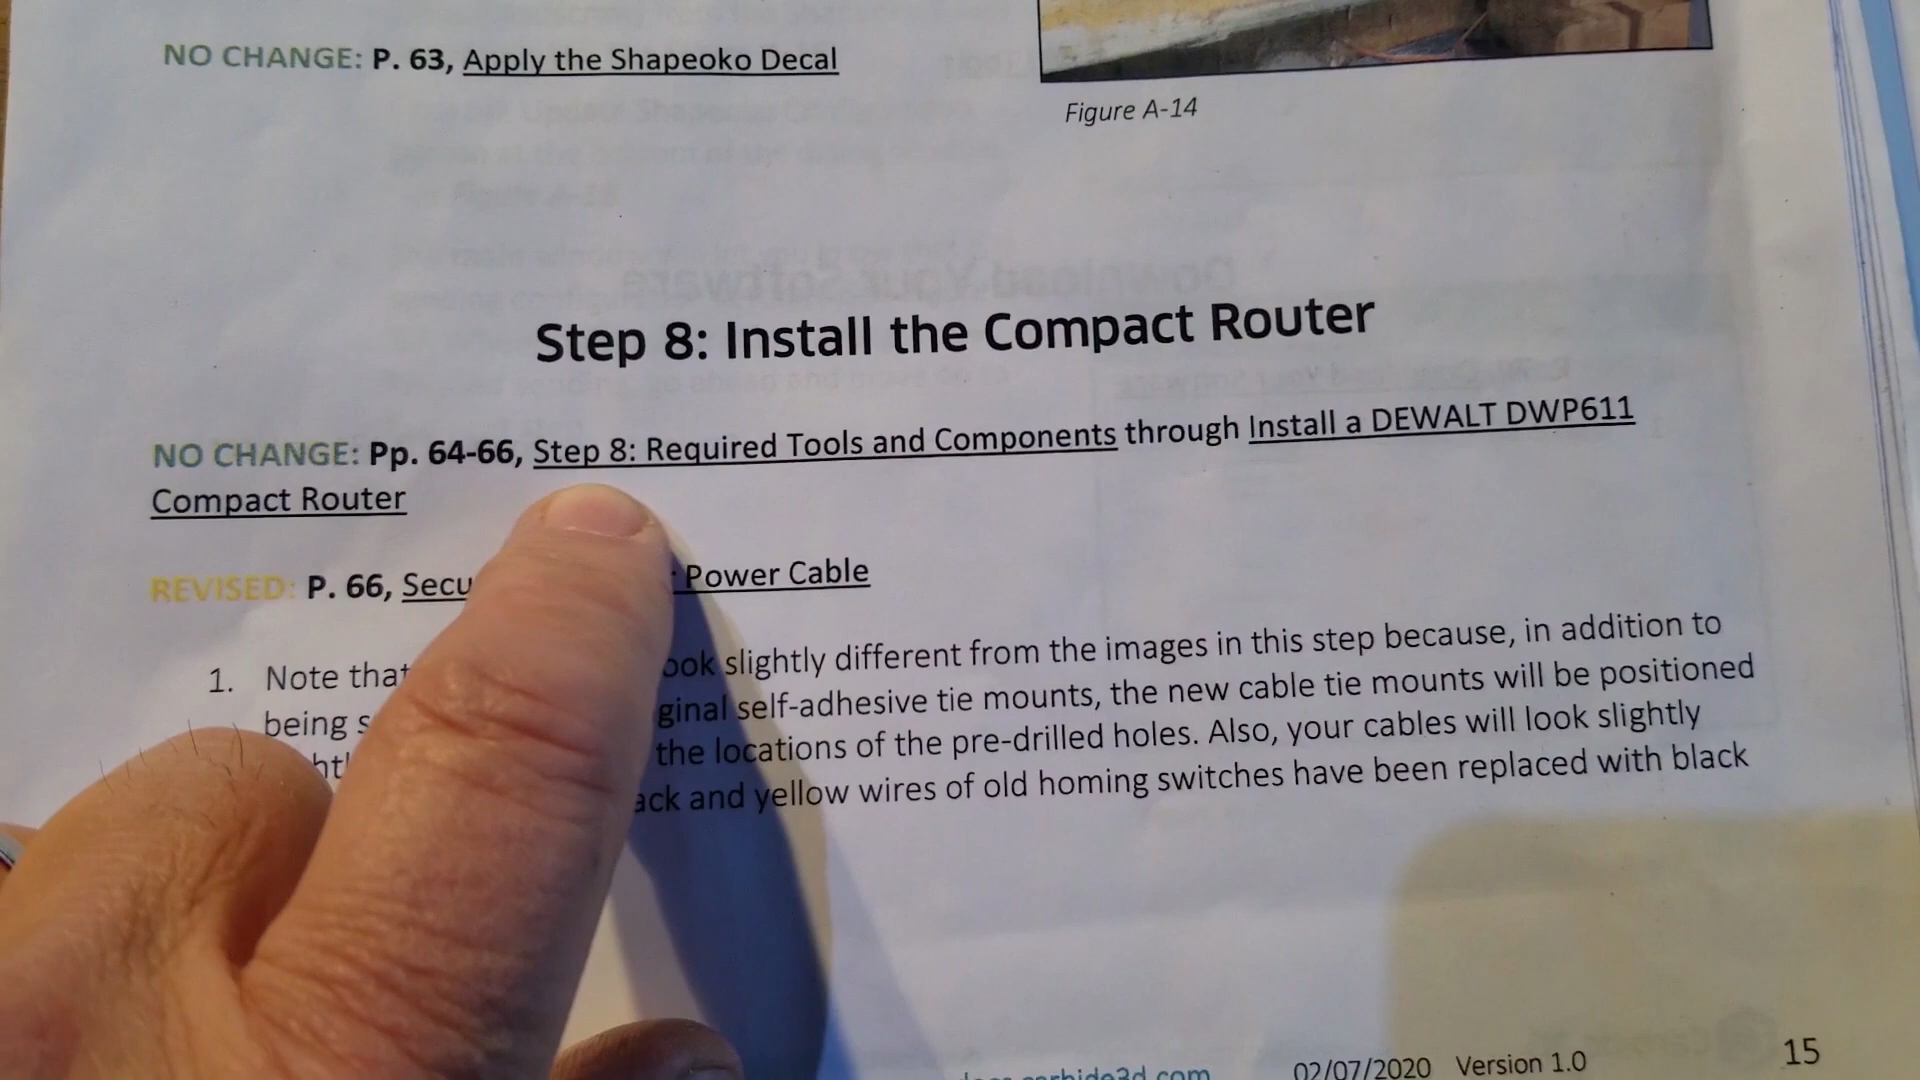 NO CHANGE: P. 63, Apply the Shapeoko Decal
Figure A-14
Step 8: Install the Compact Router
NO CHANGE: Pp. 64-66, Step 8: Required Tools and Components through Install a DEWALT DWP611
Compact Router
REVISED: P. 66, Power Cable
1. Note that slightly different from the images in this step because, in addition to
being self-adhesive tie mounts, the new cable tie mounts will be positioned
the locations of the pre-drilled holes. Also, your cables will look slightly
and yellow wires of old homing switches have been replaced with black
02/07/2020 Version 1.0
15